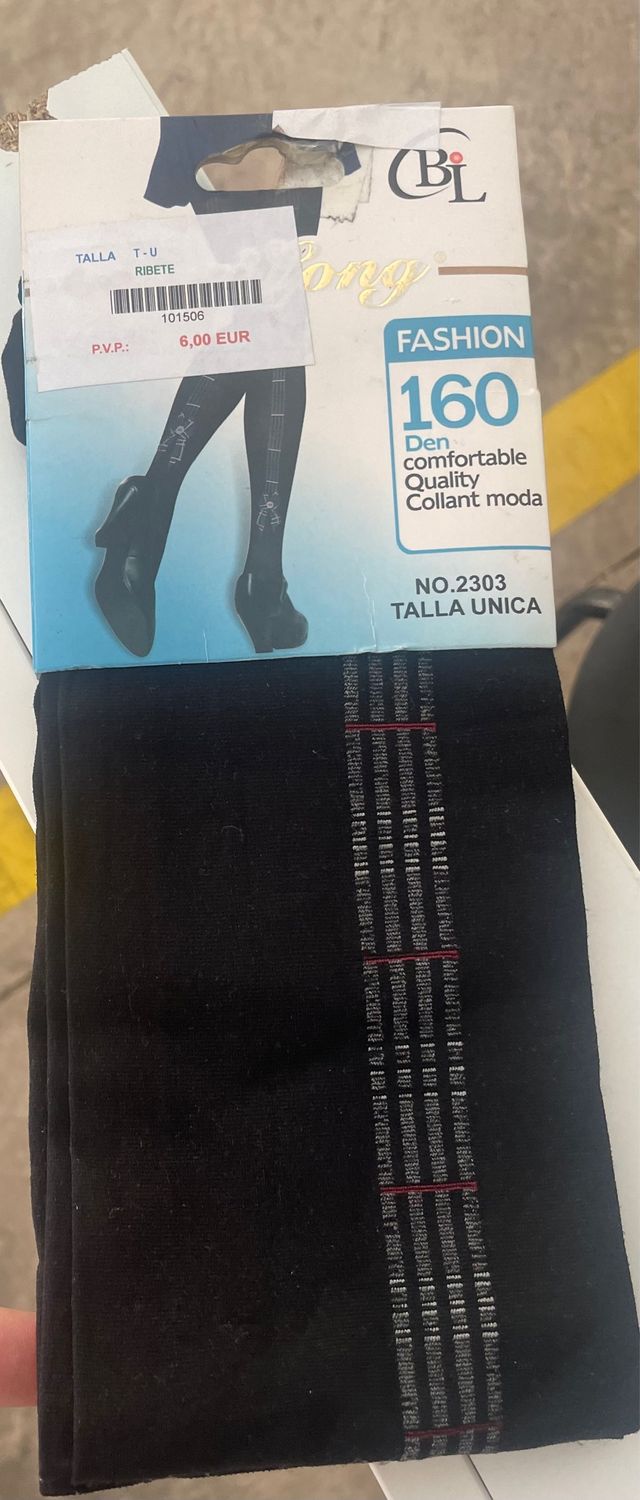 BL
TALLA T-U
RIBETE
101506
P.V.P.: 6,00 EUR
FASHION
160
Den
comfortable
Quality
Collant moda
NO.2303
TALLA UNICA